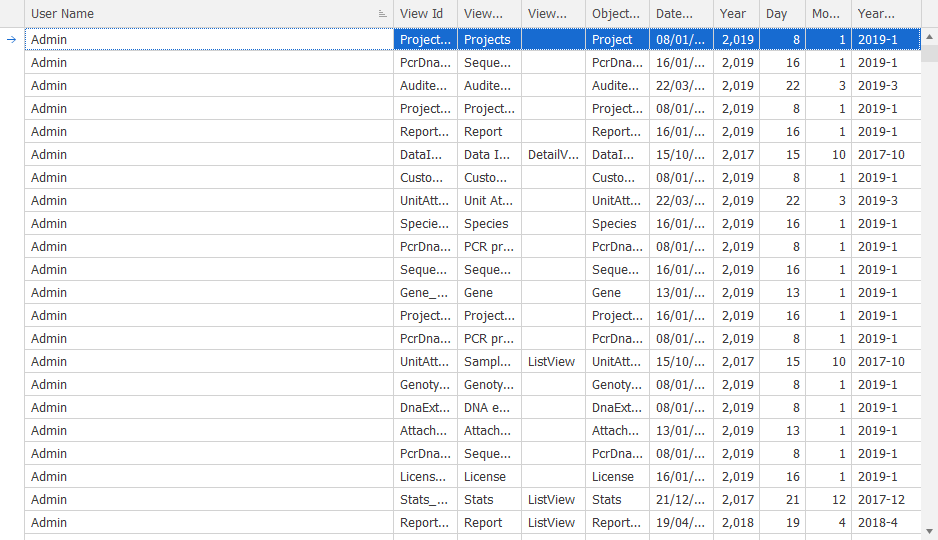 User Name View Id View... View... Object... Date... Year Day Mo... Year...
Admin Project... Projects Project 08/01/... 2,019 8 1 2019-1
Admin PcrDna... Seque... PcrDna... 16/01/... 2,019 16 1 2019-1
Admin Audite... Audite... Audite... 22/03/... 2,019 22 3 2019-3
Admin Project... Project... Project... 08/01/... 2,019 8 1 2019-1
Admin Report... Report Report... 16/01/... 2,019 16 1 2019-1
Admin DataI... Data I... DetailV... DataI... 15/10/... 2,017 15 10 2017-10
Admin Custo... Custo... Custo... 08/01/... 2,019 8 1 2019-1
Admin UnitAtt... Unit At... UnitAtt... 22/03/... 2,019 22 3 2019-3
Admin Specie... Species Species 16/01/... 2,019 16 1 2019-1
Admin PcrDna... PCR pr... PcrDna... 08/01/... 2,019 8 1 2019-1
Admin Seque... Seque... Seque... 16/01/... 2,019 16 1 2019-1
Admin Gene_... Gene Gene 13/01/... 2,019 13 1 2019-1
Admin Project... Project... Project... 16/01/... 2,019 16 1 2019-1
Admin PcrDna... PCR pr... PcrDna... 08/01/... 2,019 8 1 2019-1
Admin UnitAtt... Sampl... ListView UnitAtt... 15/10/... 2,017 15 10 2017-10
Admin Genoty... Genoty... Genoty... 08/01/... 2,019 8 1 2019-1
Admin DnaExt... DNA e... DnaExt... 08/01/... 2,019 8 1 2019-1
Admin Attach... Attach... Attach... 13/01/... 2,019 13 1 2019-1
Admin PcrDna... Seque... PcrDna... 08/01/... 2,019 8 1 2019-1
Admin Licens... License License 16/01/... 2,019 16 1 2019-1
Admin Stats_... Stats ListView Stats 21/12/... 2,017 21 12 2017-12
Admin Report... Report ListView Report... 19/04/... 2,018 19 4 2018-4